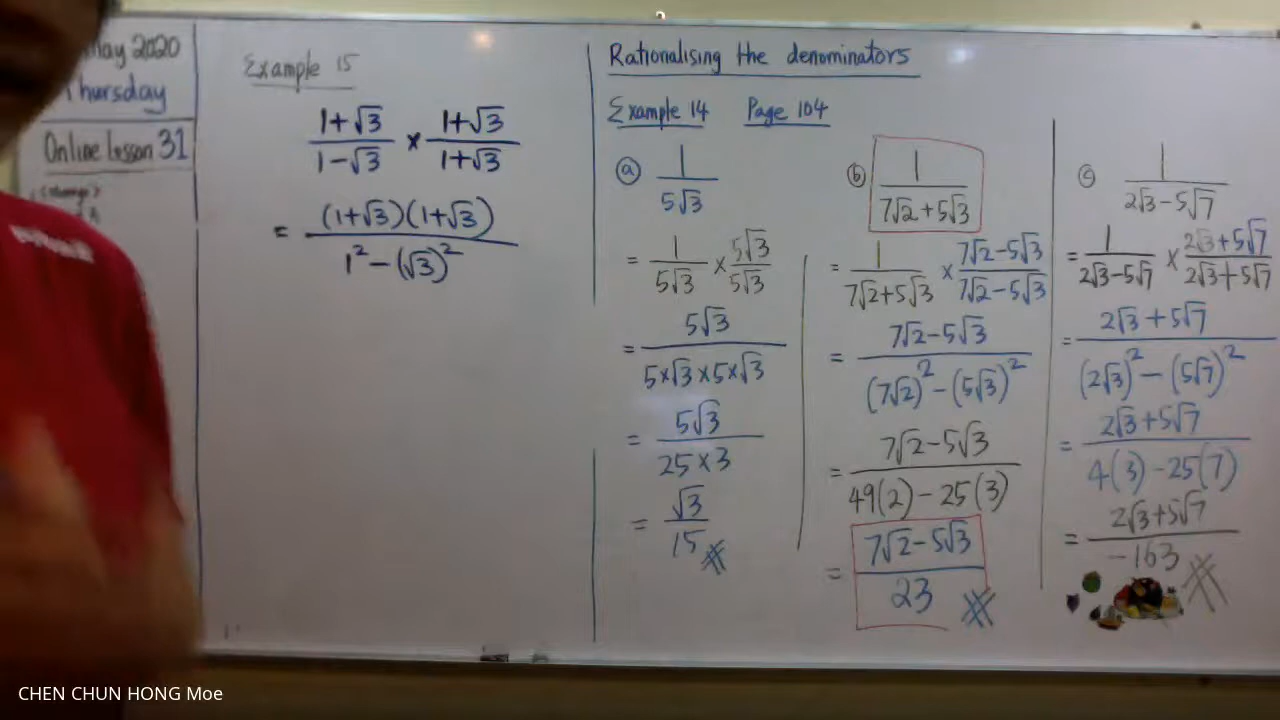 May 2020
Thursday
Online Lesson 31
Example 15
1+√3 / 1-√3 × 1+√3 / 1+√3
= (1+√3)(1+√3) / 1² - (√3)²
Rationalising the denominators
Example 14 Page 104
ⓐ 1 / 5√3
= 1 / 5√3 × 5√3 / 5√3
= 5√3 / 5×√3×5×√3
= 5√3 / 25×3
= √3 / 15
ⓑ 1 / 7√2+5√3
= 1 / 7√2+5√3 × 7√2-5√3 / 7√2-5√3
= 7√2-5√3 / (7√2)² - (5√3)²
= 7√2-5√3 / 49(2) - 25(3)
= 7√2-5√3 / 23
ⓒ 1 / 2√3-5√7
= 1 / 2√3-5√7 × 2√3+5√7 / 2√3+5√7
= 2√3+5√7 / (2√3)² - (5√7)²
= 2√3+5√7 / 4(3) - 25(7)
= 2√3+5√7 / -163
CHEN CHUN HONG Moe